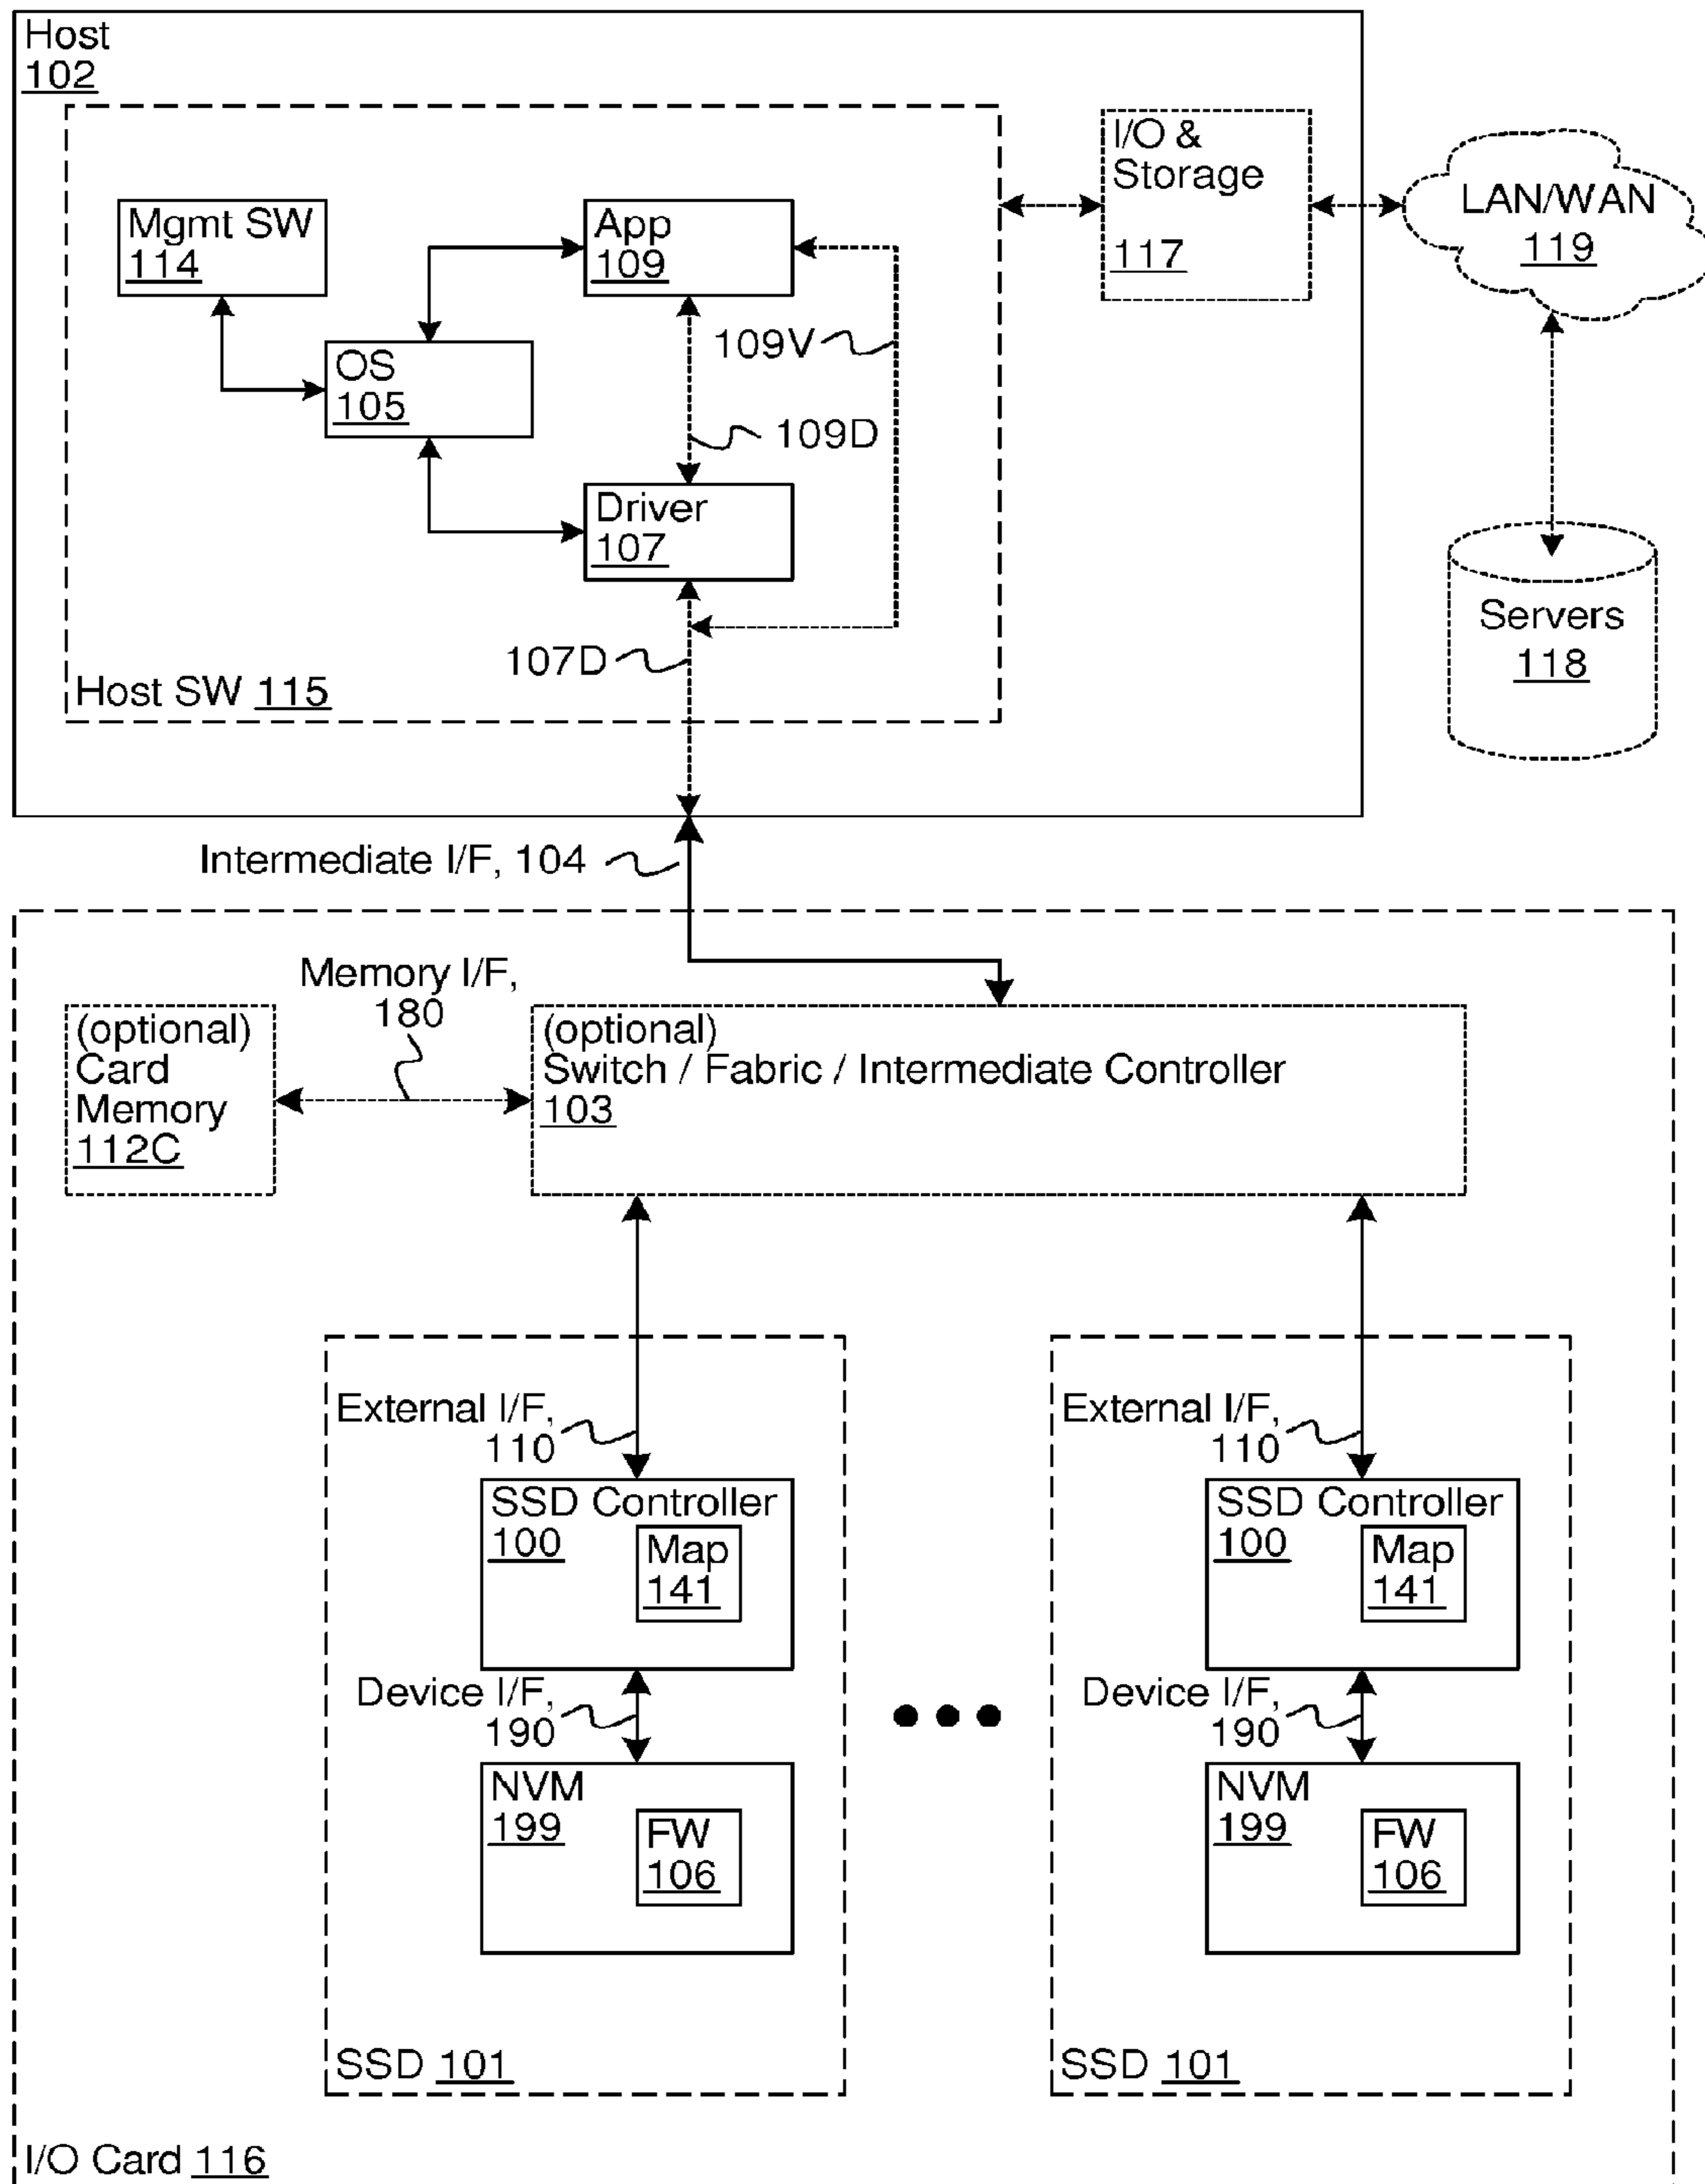 Host
102
I/O &
Storage
117
LAN/WAN
119
Mgmt SW
114
App
109
109V
OS
105
109D
Driver
107
Servers
118
107D
Host SW 115
Intermediate I/F, 104
Memory I/F,
180
(optional)
Card
Memory
112C
(optional)
Switch / Fabric / Intermediate Controller
103
External I/F,
110
SSD Controller
100
Map
141
Device I/F,
190
NVM
199
FW
106
SSD 101
External I/F,
110
SSD Controller
100
Map
141
Device I/F,
190
NVM
199
FW
106
SSD 101
I/O Card 116